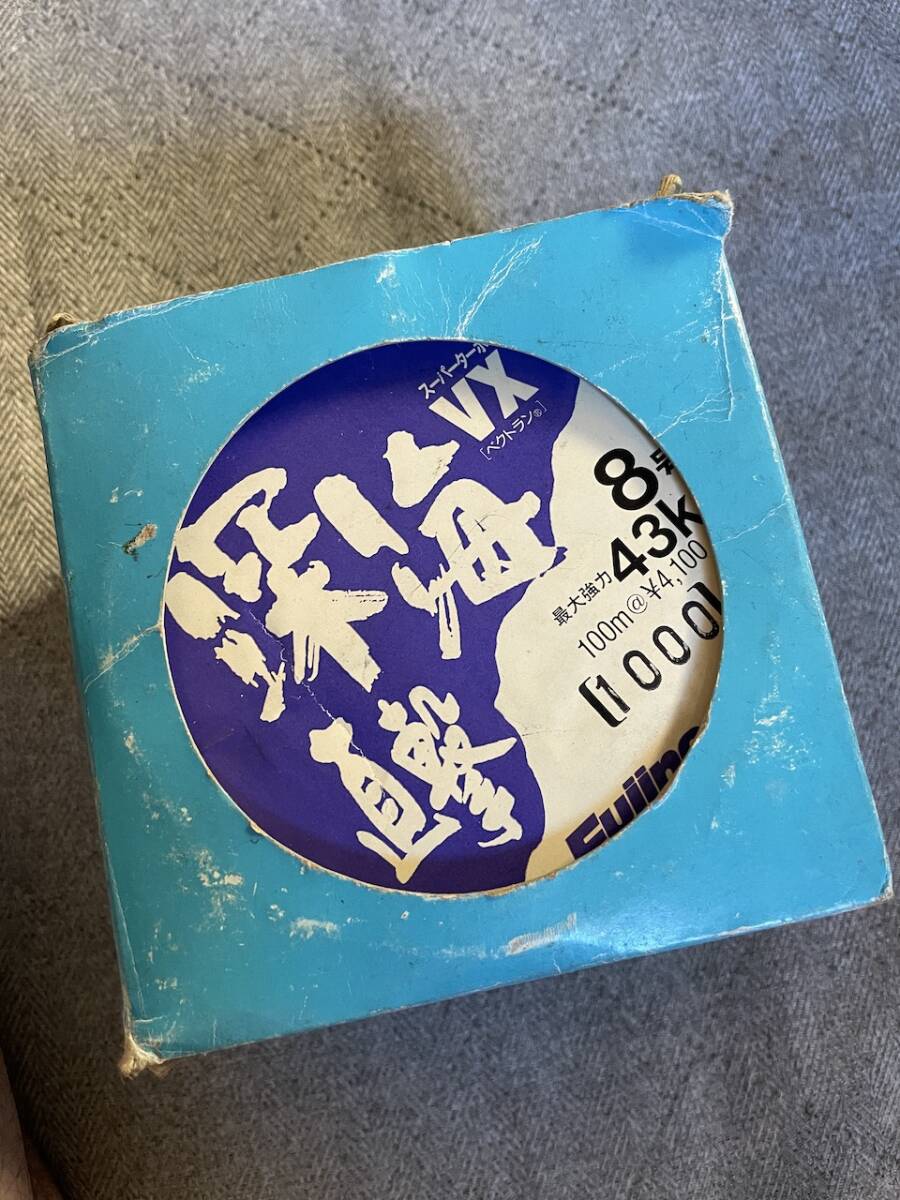 スーパーターボ
VX
[ベクトラン®]
深海
直撃
8号
最大強力 43k
100m@¥4,100
[1000]
Fujino